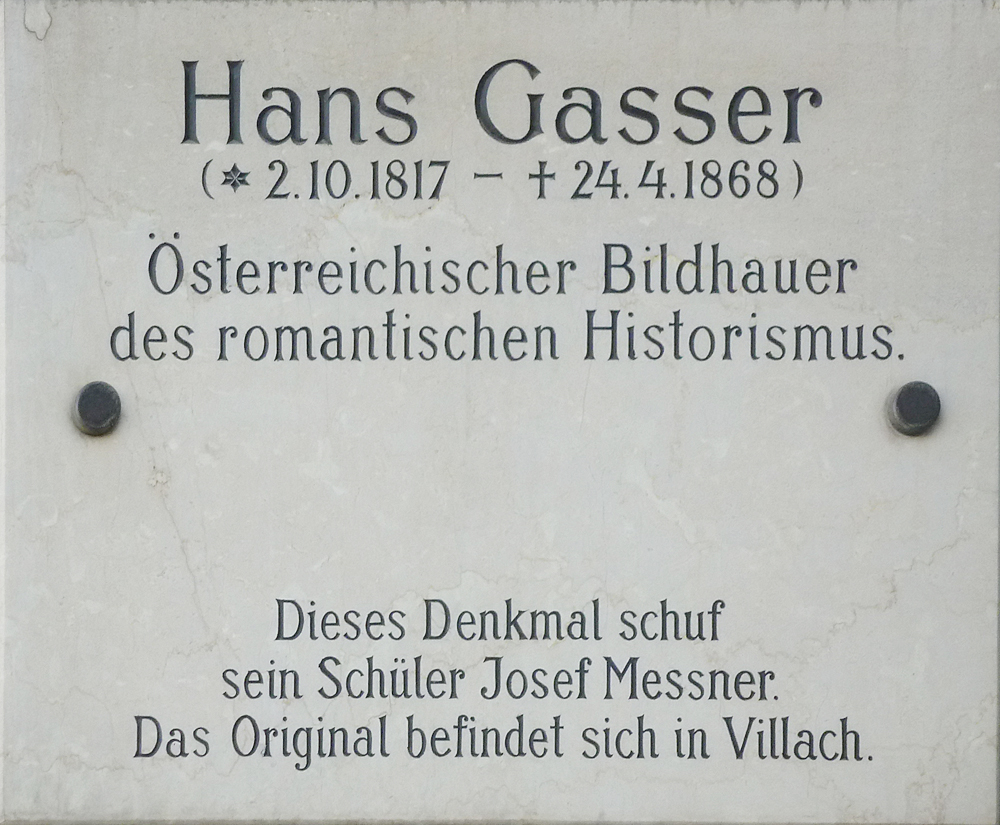 Hans Gasser
(✶ 2.10.1817 – † 24.4.1868)
Österreichischer Bildhauer
des romantischen Historismus.
Dieses Denkmal schuf
sein Schüler Josef Messner.
Das Original befindet sich in Villach.